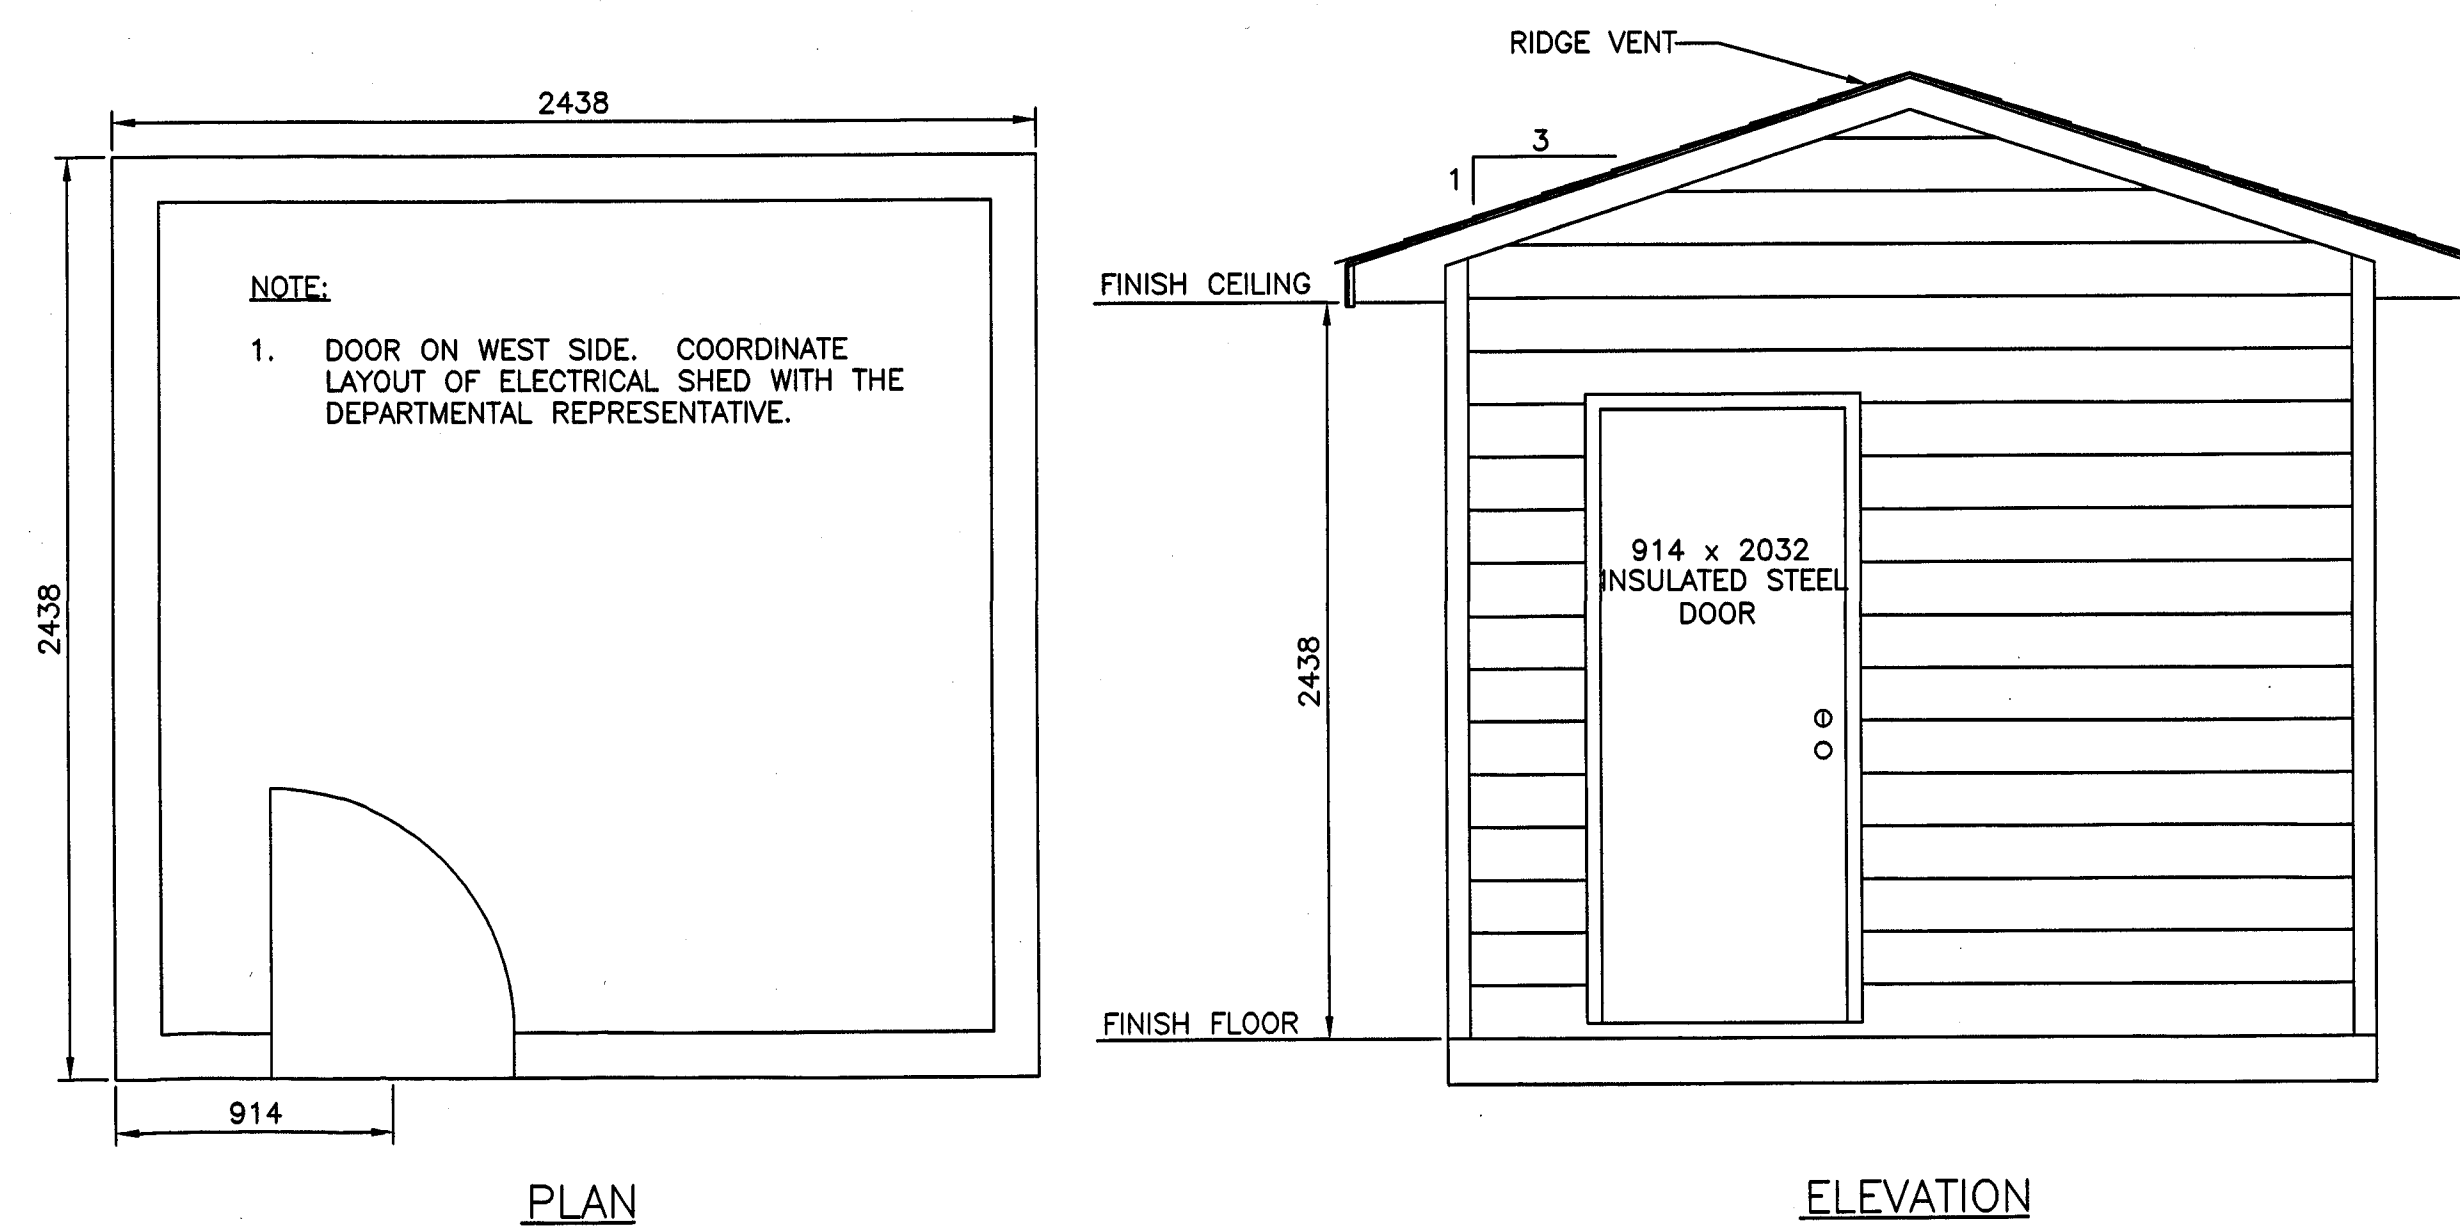 2438
2438
NOTE:
1. DOOR ON WEST SIDE. COORDINATE
LAYOUT OF ELECTRICAL SHED WITH THE
DEPARTMENTAL REPRESENTATIVE.
914
PLAN
RIDGE VENT
3
1
FINISH CEILING
2438
914 x 2032
INSULATED STEEL
DOOR
FINISH FLOOR
ELEVATION